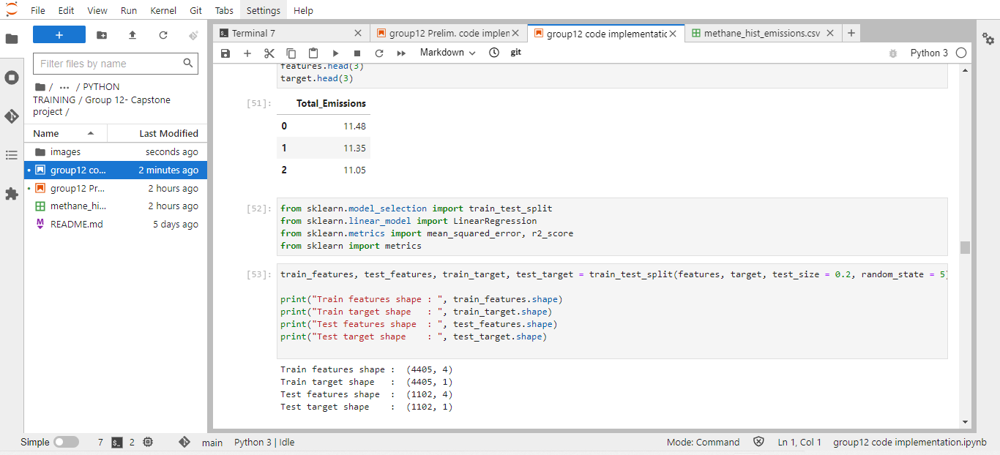 File Edit View Run Kernel Git Tabs Settings Help
Filter files by name
/ ... / PYTHON
TRAINING / Group 12- Capstone
project /
Name Last Modified
images seconds ago
group12 co... 2 minutes ago
group12 Pr... 2 hours ago
methane_hi... 2 hours ago
README.md 5 days ago
Terminal 7
group12 Prelim. code implen
group12 code implementatic
methane_hist_emissions.csv
Markdown git Python 3
features.head(3)
target.head(3)
[51]: Total_Emissions
0 11.48
1 11.35
2 11.05
[52]: from sklearn.model_selection import train_test_split
from sklearn.linear_model import LinearRegression
from sklearn.metrics import mean_squared_error, r2_score
from sklearn import metrics
[53]: train_features, test_features, train_target, test_target = train_test_split(features, target, test_size = 0.2, random_state = 5)
print("Train features shape : ", train_features.shape)
print("Train target shape   : ", train_target.shape)
print("Test features shape  : ", test_features.shape)
print("Test target shape    : ", test_target.shape)
Train features shape :  (4405, 4)
Train target shape   :  (4405, 1)
Test features shape  :  (1102, 4)
Test target shape    :  (1102, 1)
Simple 7 $_ 2 main Python 3 | Idle Mode: Command Ln 1, Col 1 group12 code implementation.ipynb